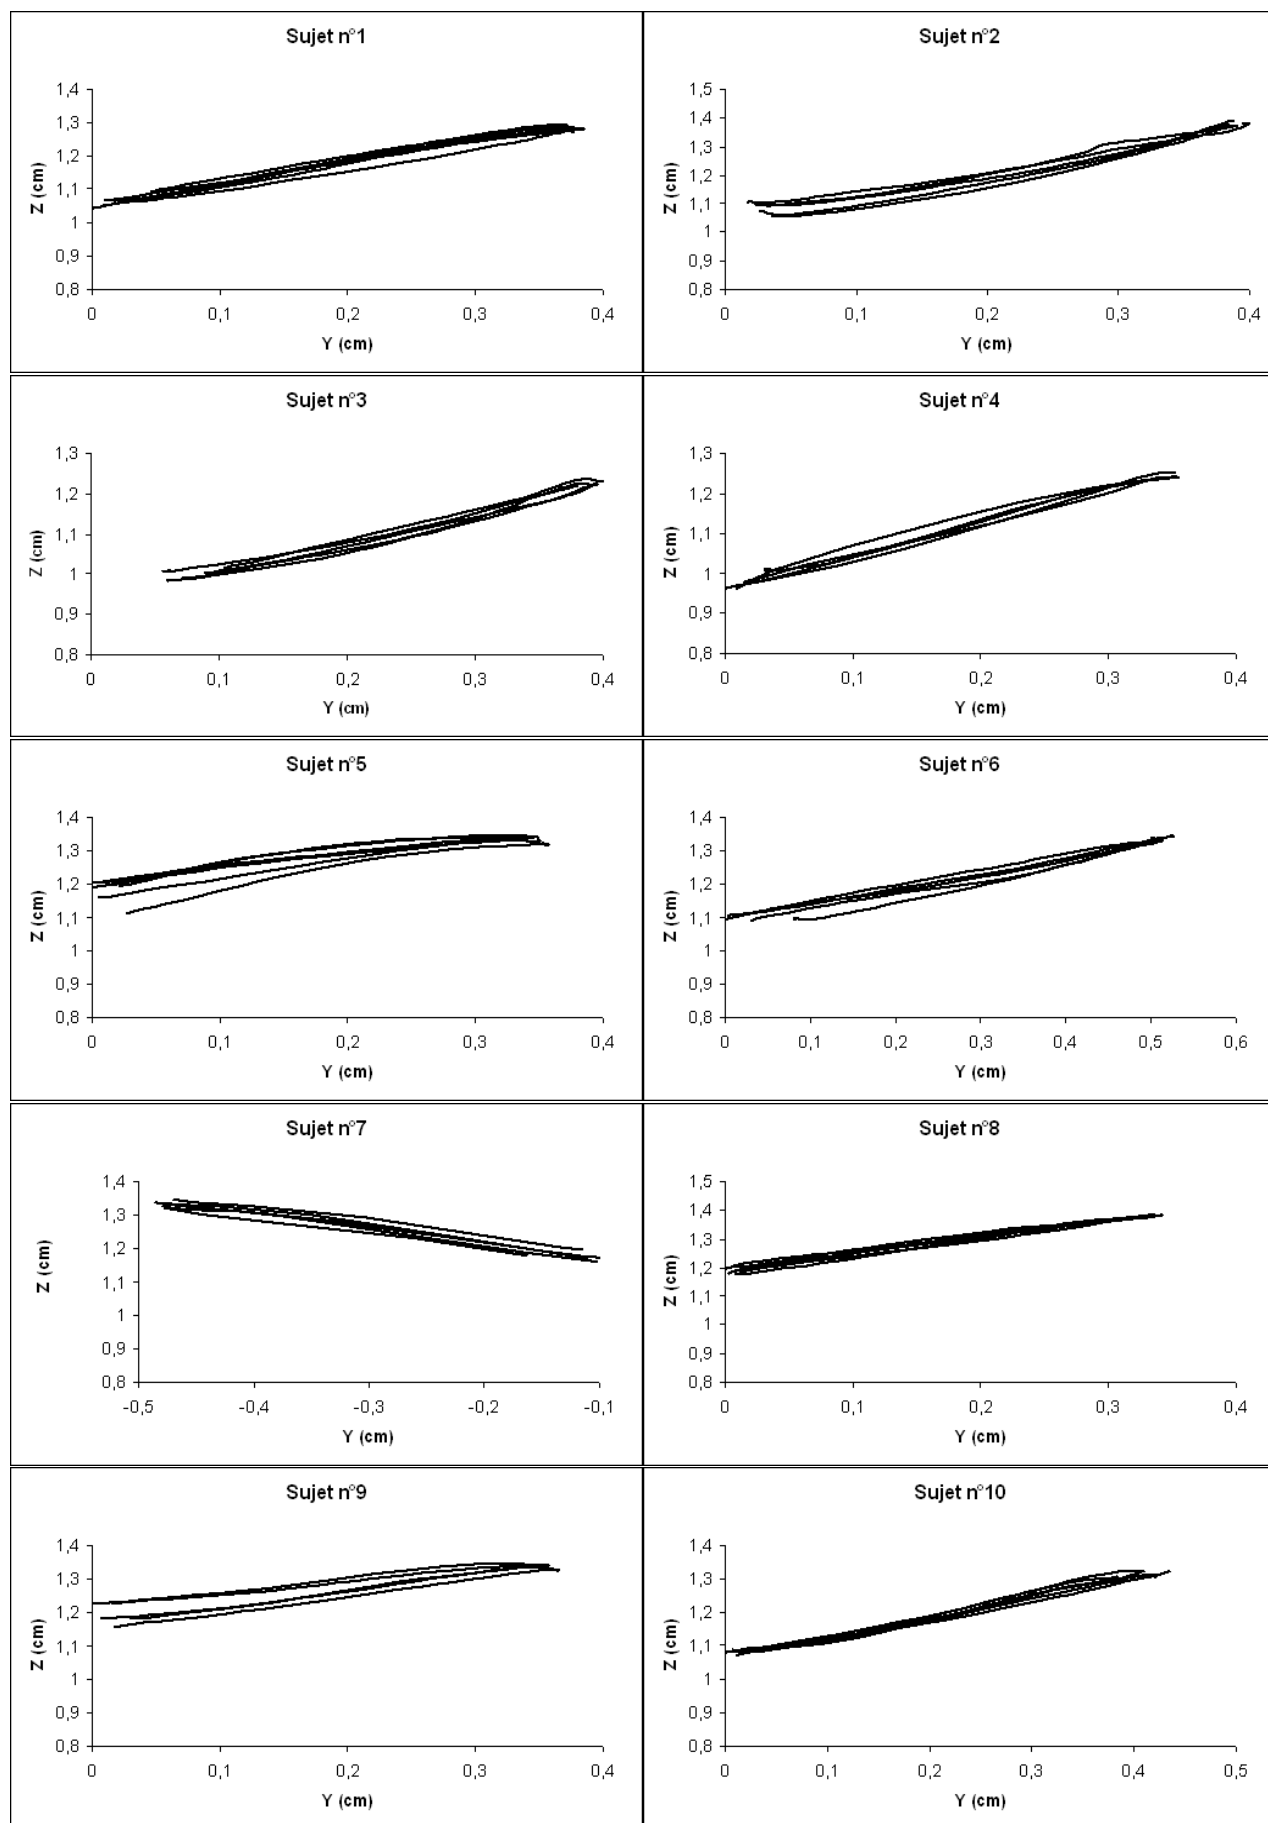 Sujet n°1
1,4
1,3
1,2
1,1
1
0,9
0,8
Z (cm)
0 0,1 0,2 0,3 0,4
Y (cm)
Sujet n°2
1,5
1,4
1,3
1,2
1,1
1
0,9
0,8
Z (cm)
0 0,1 0,2 0,3 0,4
Y (cm)
Sujet n°3
1,3
1,2
1,1
1
0,9
0,8
Z (cm)
0 0,1 0,2 0,3 0,4
Y (cm)
Sujet n°4
1,3
1,2
1,1
1
0,9
0,8
Z (cm)
0 0,1 0,2 0,3 0,4
Y (cm)
Sujet n°5
1,4
1,3
1,2
1,1
1
0,9
0,8
Z (cm)
0 0,1 0,2 0,3 0,4
Y (cm)
Sujet n°6
1,4
1,3
1,2
1,1
1
0,9
0,8
Z (cm)
0 0,1 0,2 0,3 0,4 0,5 0,6
Y (cm)
Sujet n°7
1,4
1,3
1,2
1,1
1
0,9
0,8
Z (cm)
-0,5 -0,4 -0,3 -0,2 -0,1
Y (cm)
Sujet n°8
1,5
1,4
1,3
1,2
1,1
1
0,9
0,8
Z (cm)
0 0,1 0,2 0,3 0,4
Y (cm)
Sujet n°9
1,4
1,3
1,2
1,1
1
0,9
0,8
Z (cm)
0 0,1 0,2 0,3 0,4
Y (cm)
Sujet n°10
1,4
1,3
1,2
1,1
1
0,9
0,8
Z (cm)
0 0,1 0,2 0,3 0,4 0,5
Y (cm)